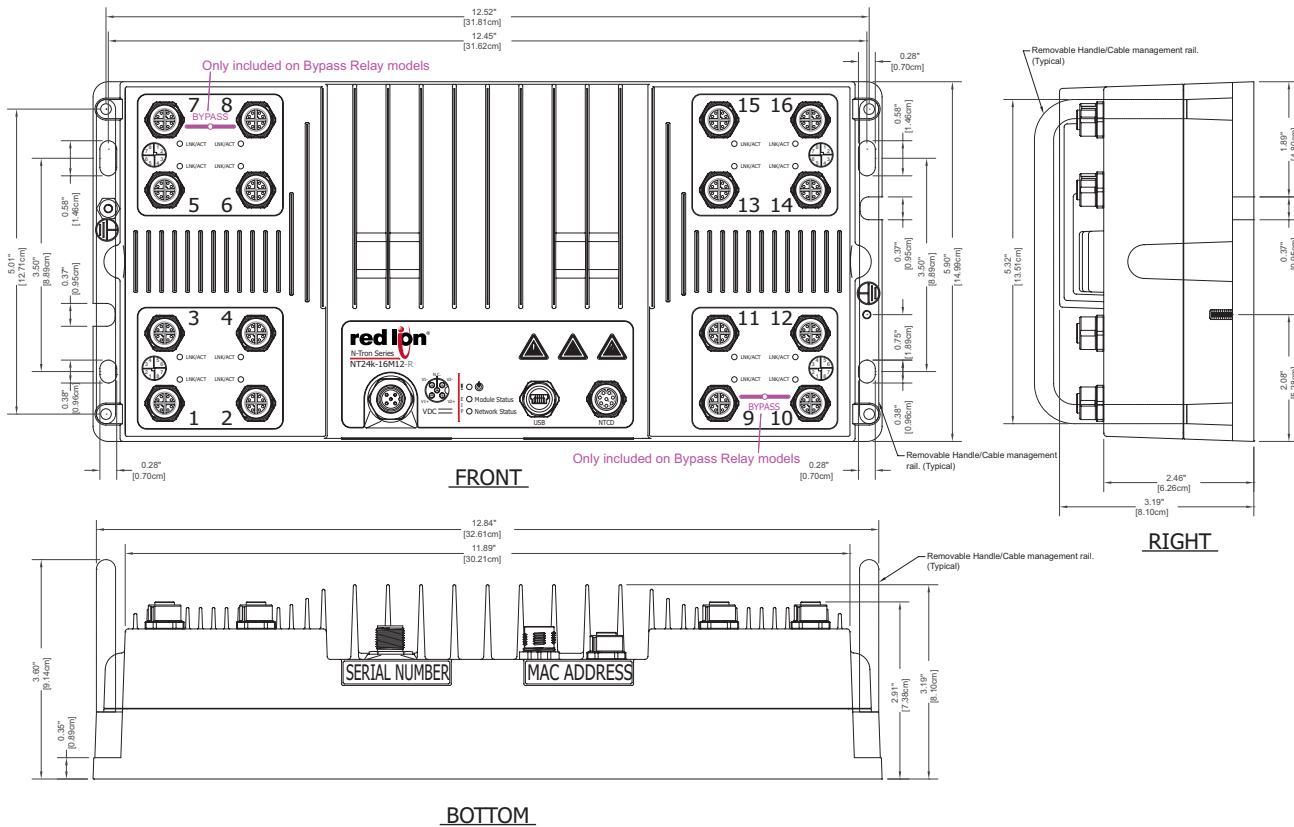 12.52"
[31.81cm]
12.45"
[31.62cm]
0.28"
[0.70cm]
Only included on Bypass Relay models
Removable Handle/Cable management rail.
(Typical)
7 8
BYPASS
LNK/ACT LNK/ACT
LNK/ACT LNK/ACT
5 6
15 16
LNK/ACT LNK/ACT
LNK/ACT LNK/ACT
13 14
0.58"
[1.46cm]
0.58"
[1.46cm]
5.01"
[12.71cm]
3.50"
[8.89cm]
0.37"
[0.95cm]
0.38"
[0.96cm]
0.37"
[0.95cm]
3.50"
[8.89cm]
5.90"
[14.99cm]
0.75"
[1.89cm]
0.38"
[0.96cm]
3 4
LNK/ACT LNK/ACT
LNK/ACT LNK/ACT
1 2
red lion®
N-Tron Series
NT24k-16M12-R
N.C.
V1- V2-
V1+ V2+
VDC
Module Status
Network Status
USB
NTCD
11 12
LNK/ACT LNK/ACT
LNK/ACT LNK/ACT
BYPASS
9 10
Only included on Bypass Relay models
0.28"
[0.70cm]
0.28"
[0.70cm]
Removable Handle/Cable management
rail. (Typical)
FRONT
5.32"
[13.51cm]
1.89"
0.37"
2.08"
2.46"
[6.26cm]
3.19"
[8.10cm]
RIGHT
12.84"
[32.61cm]
11.89"
[30.21cm]
Removable Handle/Cable management rail.
(Typical)
3.60"
[9.14cm]
0.35"
[0.89cm]
SERIAL NUMBER
MAC ADDRESS
2.91"
[7.38cm]
3.19"
[8.10cm]
BOTTOM